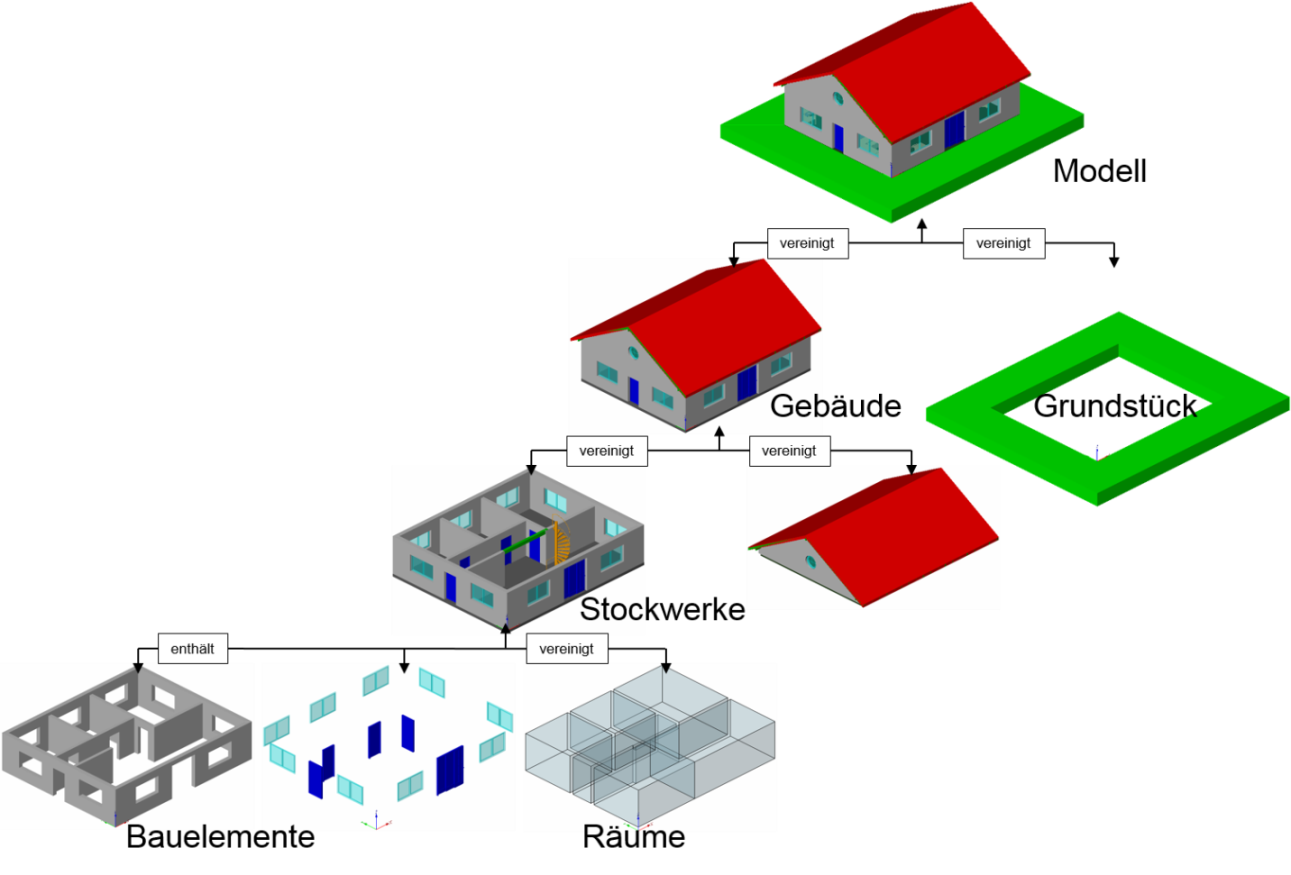 Modell
vereinigt
vereinigt
Gebäude
Grundstück
vereinigt
vereinigt
Stockwerke
enthält
vereinigt
Bauelemente
Räume